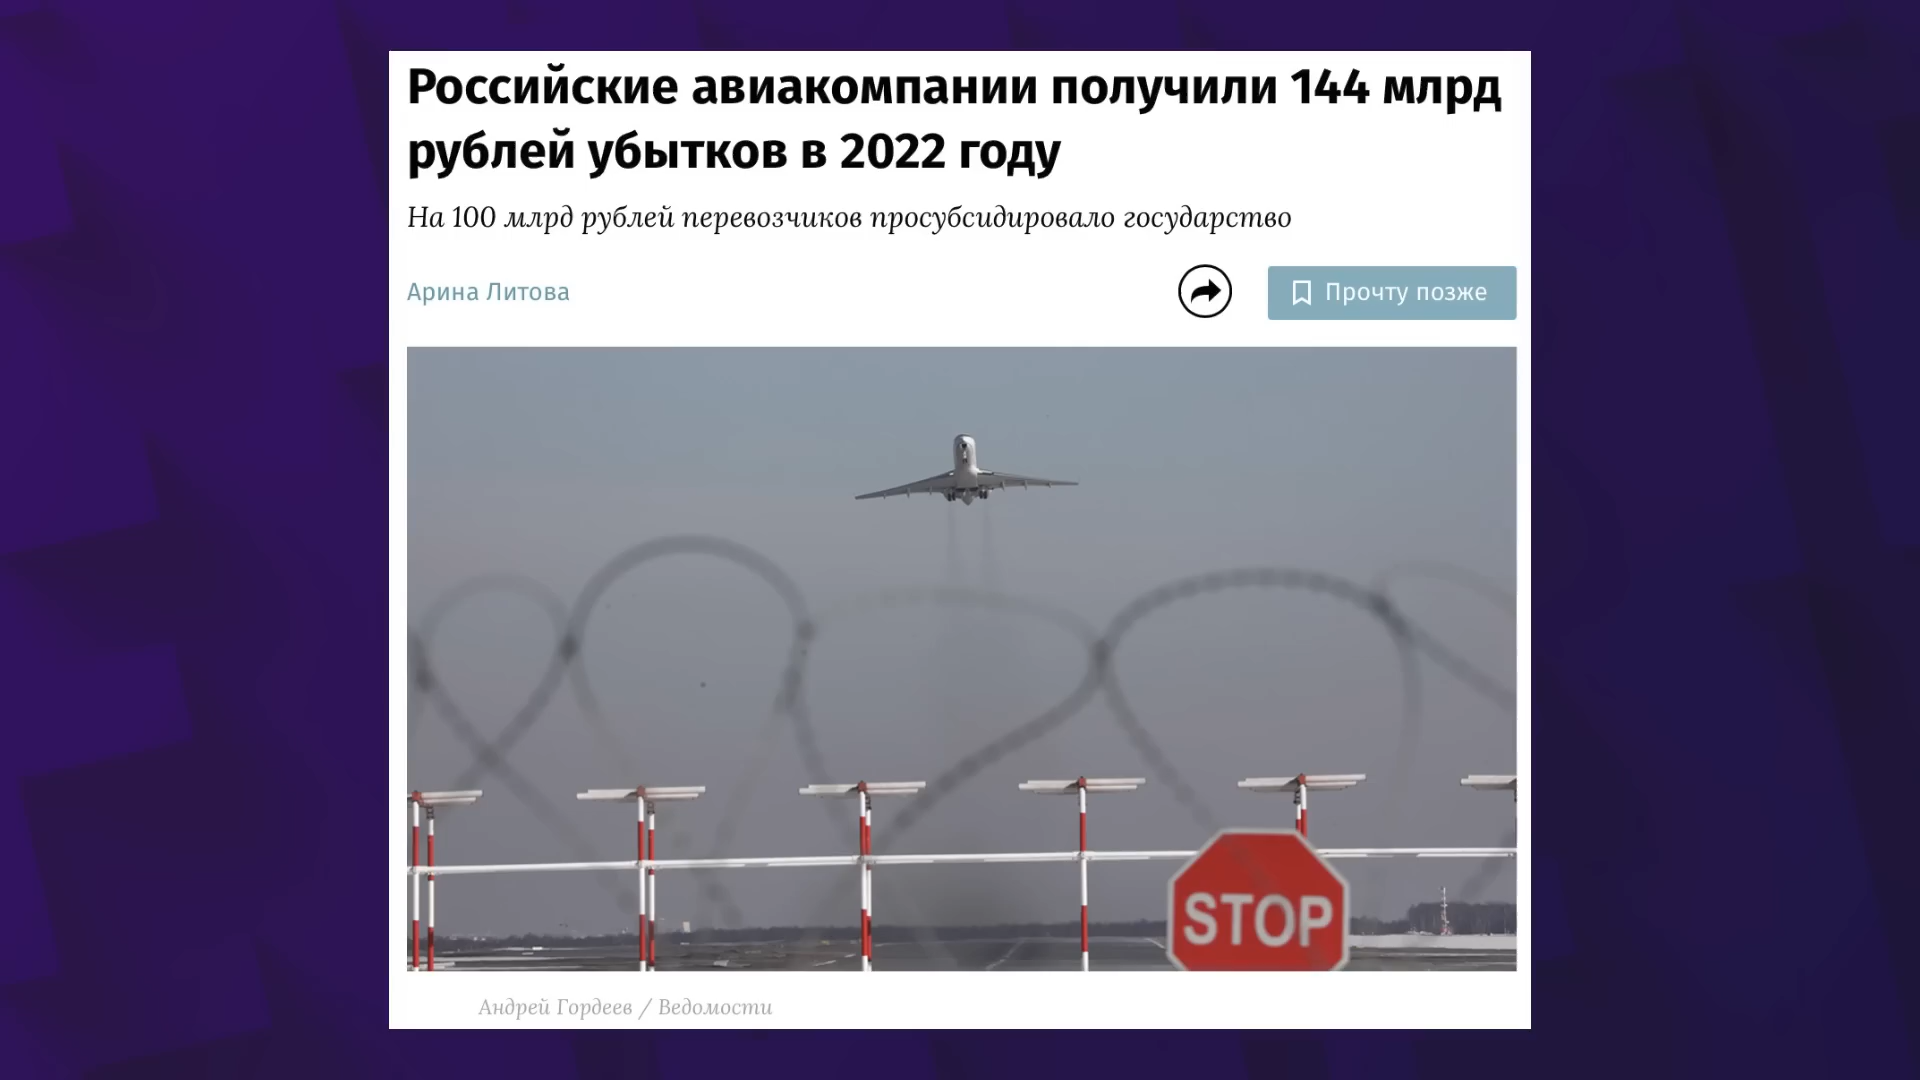 Российские авиакомпании получили 144 млрд
рублей убытков в 2022 году
На 100 млрд рублей перевозчиков просубсидировало государство
Арина Литова
Прочту позже
STOP
Андрей Гордеев / Ведомости